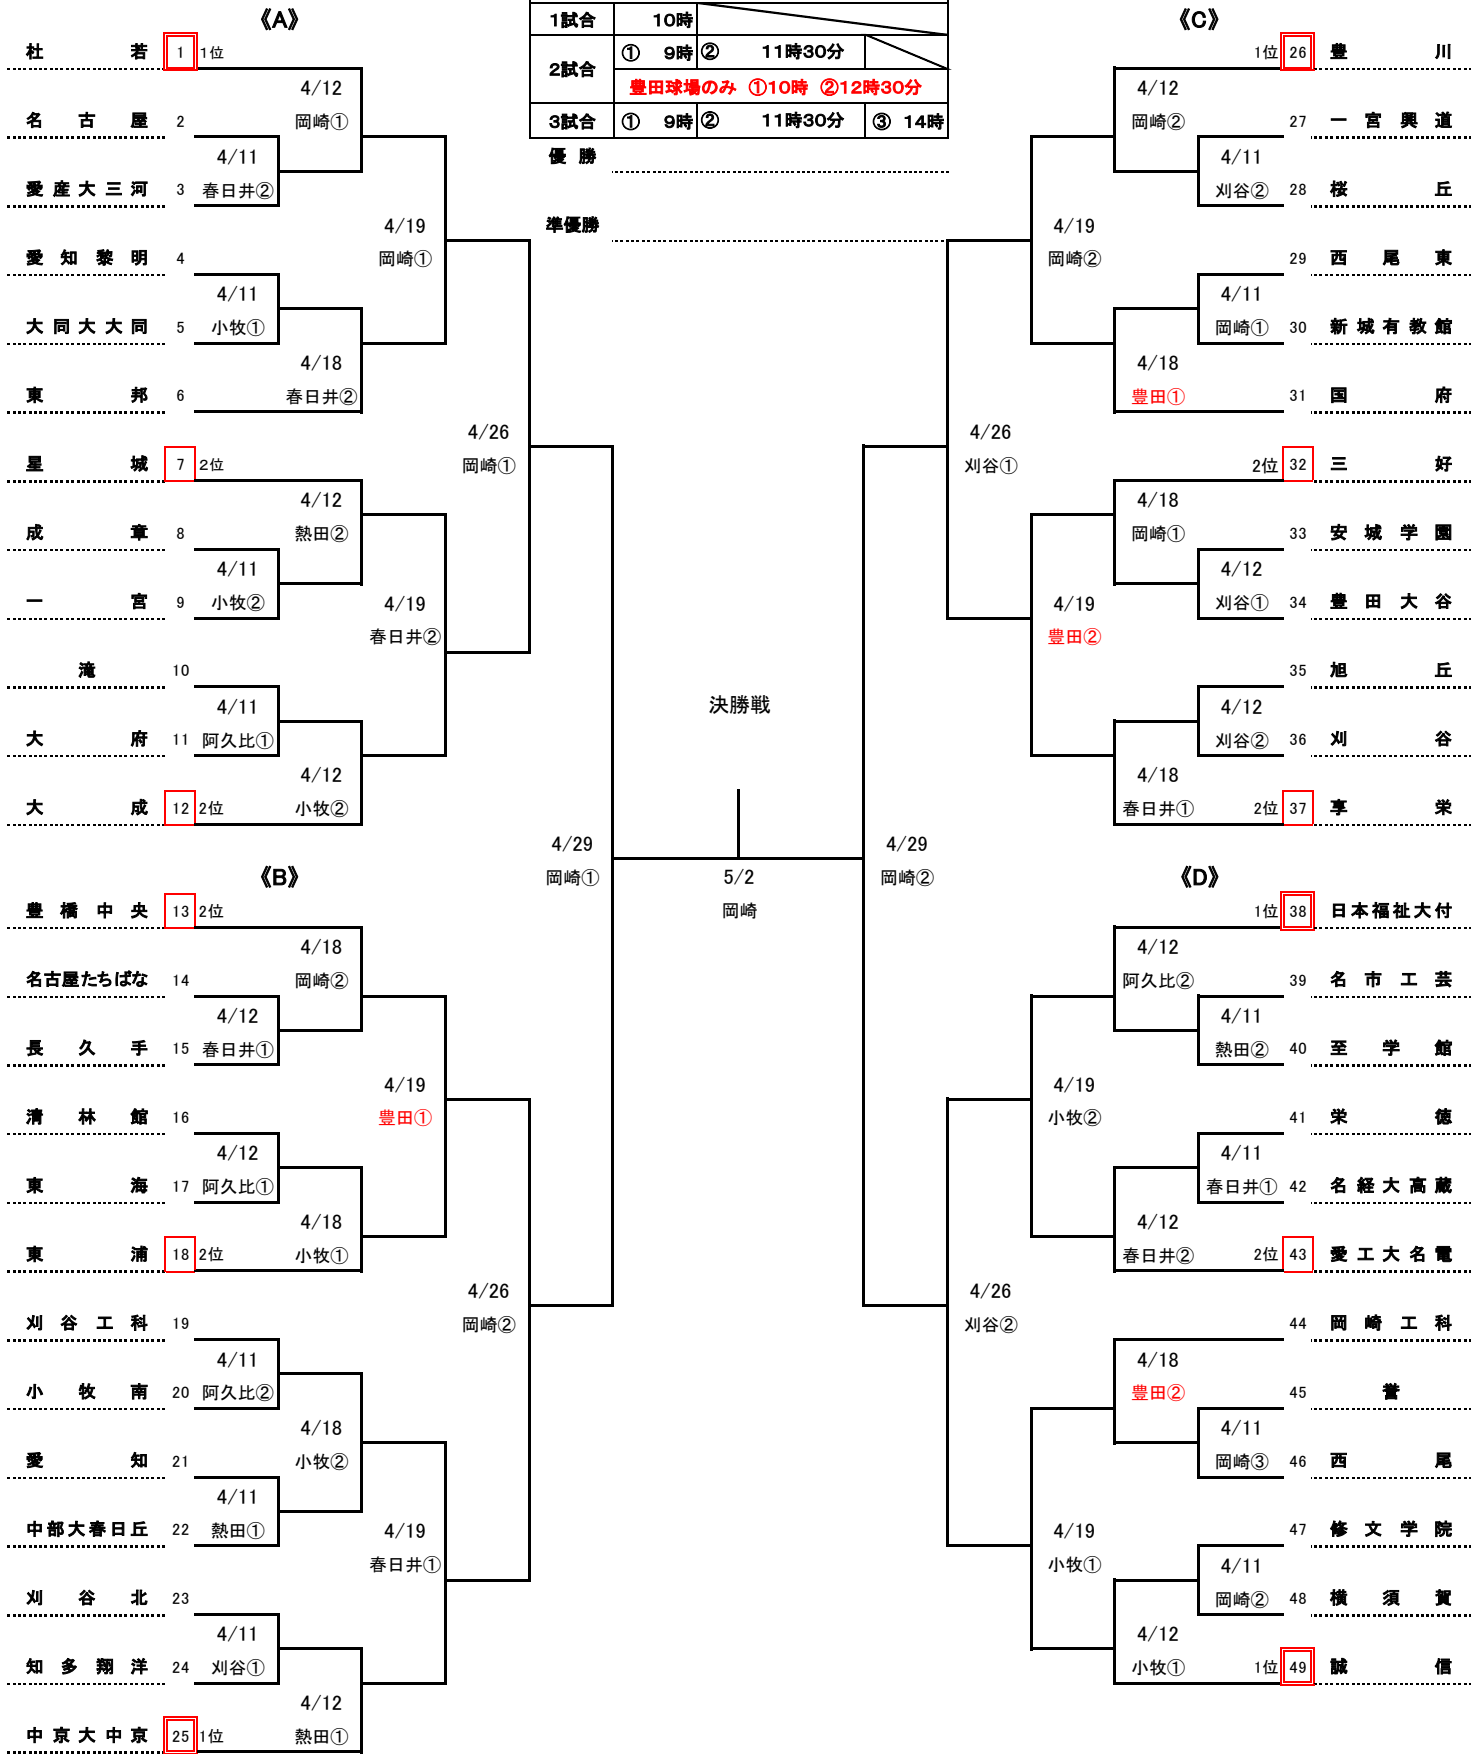 《A》
1試合 10時
2試合 ① 9時 ② 11時30分
豊田球場のみ ①10時 ②12時30分
3試合 ① 9時 ② 11時30分 ③ 14時
優勝
準優勝
杜若 1 1位
4/12
岡崎①
名古屋 2
4/11
春日井②
愛産大三河 3
4/19
岡崎①
愛知黎明 4
4/11
小牧①
大同大大同 5
4/18
春日井②
東邦 6
4/26
岡崎①
星城 7 2位
4/12
熱田②
成章 8
4/11
小牧②
一宮 9
4/19
春日井②
滝 10
4/11
阿久比①
大府 11
4/12
小牧②
大成 12 2位
4/29
岡崎①
《B》
豊橋中央 13 2位
4/18
岡崎②
名古屋たちばな 14
4/12
春日井①
長久手 15
4/19
豊田①
清林館 16
4/12
阿久比①
東海 17
4/18
小牧①
東浦 18 2位
4/26
岡崎②
刈谷工科 19
4/11
阿久比②
小牧南 20
4/18
小牧②
愛知 21
4/11
熱田①
中部大春日丘 22
4/19
春日井①
刈谷北 23
4/11
刈谷①
知多翔洋 24
4/12
熱田①
中京大中京 25 1位
決勝戦
5/2
岡崎
《C》
1位 26 豊川
4/12
岡崎②
27 一宮興道
4/11
刈谷②
28 桜丘
4/19
岡崎②
29 西尾東
4/11
岡崎①
30 新城有教館
4/18
豊田①
31 国府
4/26
刈谷①
2位 32 三好
4/18
岡崎①
33 安城学園
4/12
刈谷①
34 豊田大谷
4/19
豊田②
35 旭丘
4/12
刈谷②
36 刈谷
4/18
春日井①
2位 37 享栄
4/29
岡崎②
《D》
1位 38 日本福祉大付
4/12
阿久比②
39 名市工芸
4/11
熱田②
40 至学館
4/19
小牧②
41 栄徳
4/11
春日井①
42 名経大高蔵
4/12
春日井②
2位 43 愛工大名電
4/26
刈谷②
44 岡崎工科
4/18
豊田②
45 誉
4/11
岡崎③
46 西尾
4/19
小牧①
47 修文学院
4/11
岡崎②
48 横須賀
4/12
小牧①
1位 49 誠信